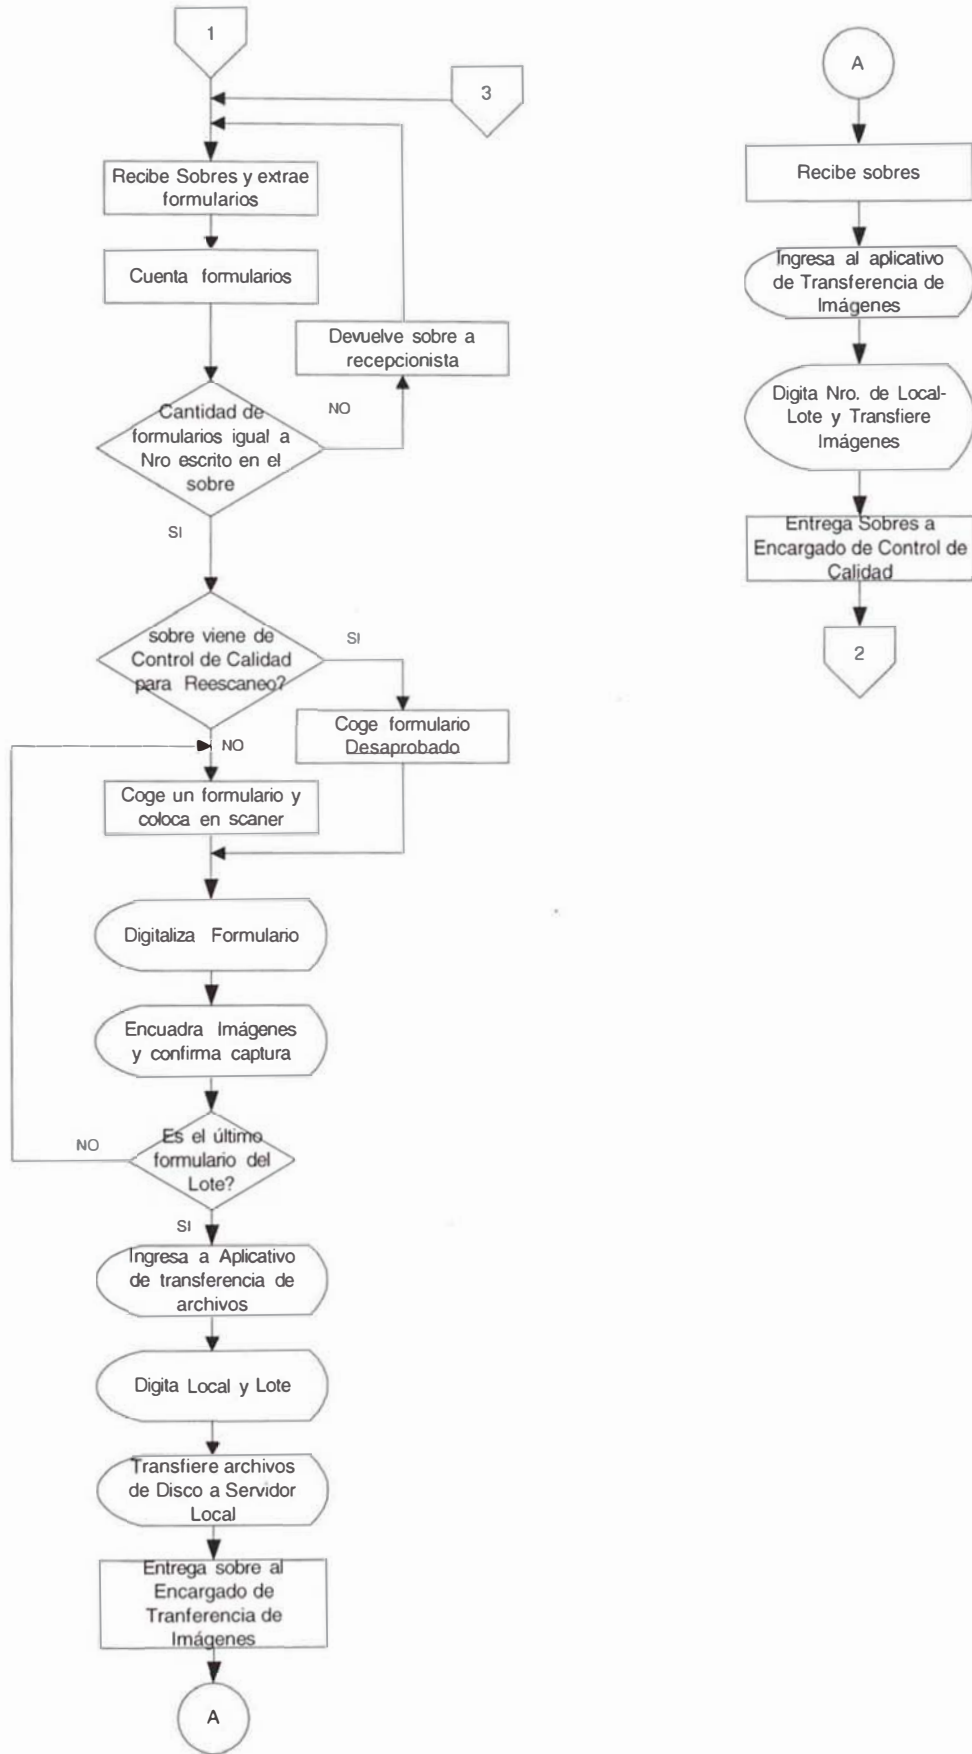 1
3
Recibe Sobres y extrae
formularios
Cuenta formularios
Devuelve sobre a
recepcionista
Cantidad de
formularios igual a
Nro escrito en el
sobre
NO
SI
sobre viene de
Control de Calidad
para Reescaneo?
SI
Coge formulario
Desaprobado
NO
Coge un formulario y
coloca en scaner
Digitaliza Formulario
Encuadra Imágenes
y confirma captura
Es el último
formulario del
Lote?
NO
SI
Ingresa a Aplicativo
de transferencia de
archivos
Digita Local y Lote
Transfiere archivos
de Disco a Servidor
Local
Entrega sobre al
Encargado de
Tranferencia de
Imágenes
A
A
Recibe sobres
Ingresa al aplicativo
de Transferencia de
Imágenes
Digita Nro. de Local-
Lote y Transfiere
Imágenes
Entrega Sobres a
Encargado de Control de
Calidad
2